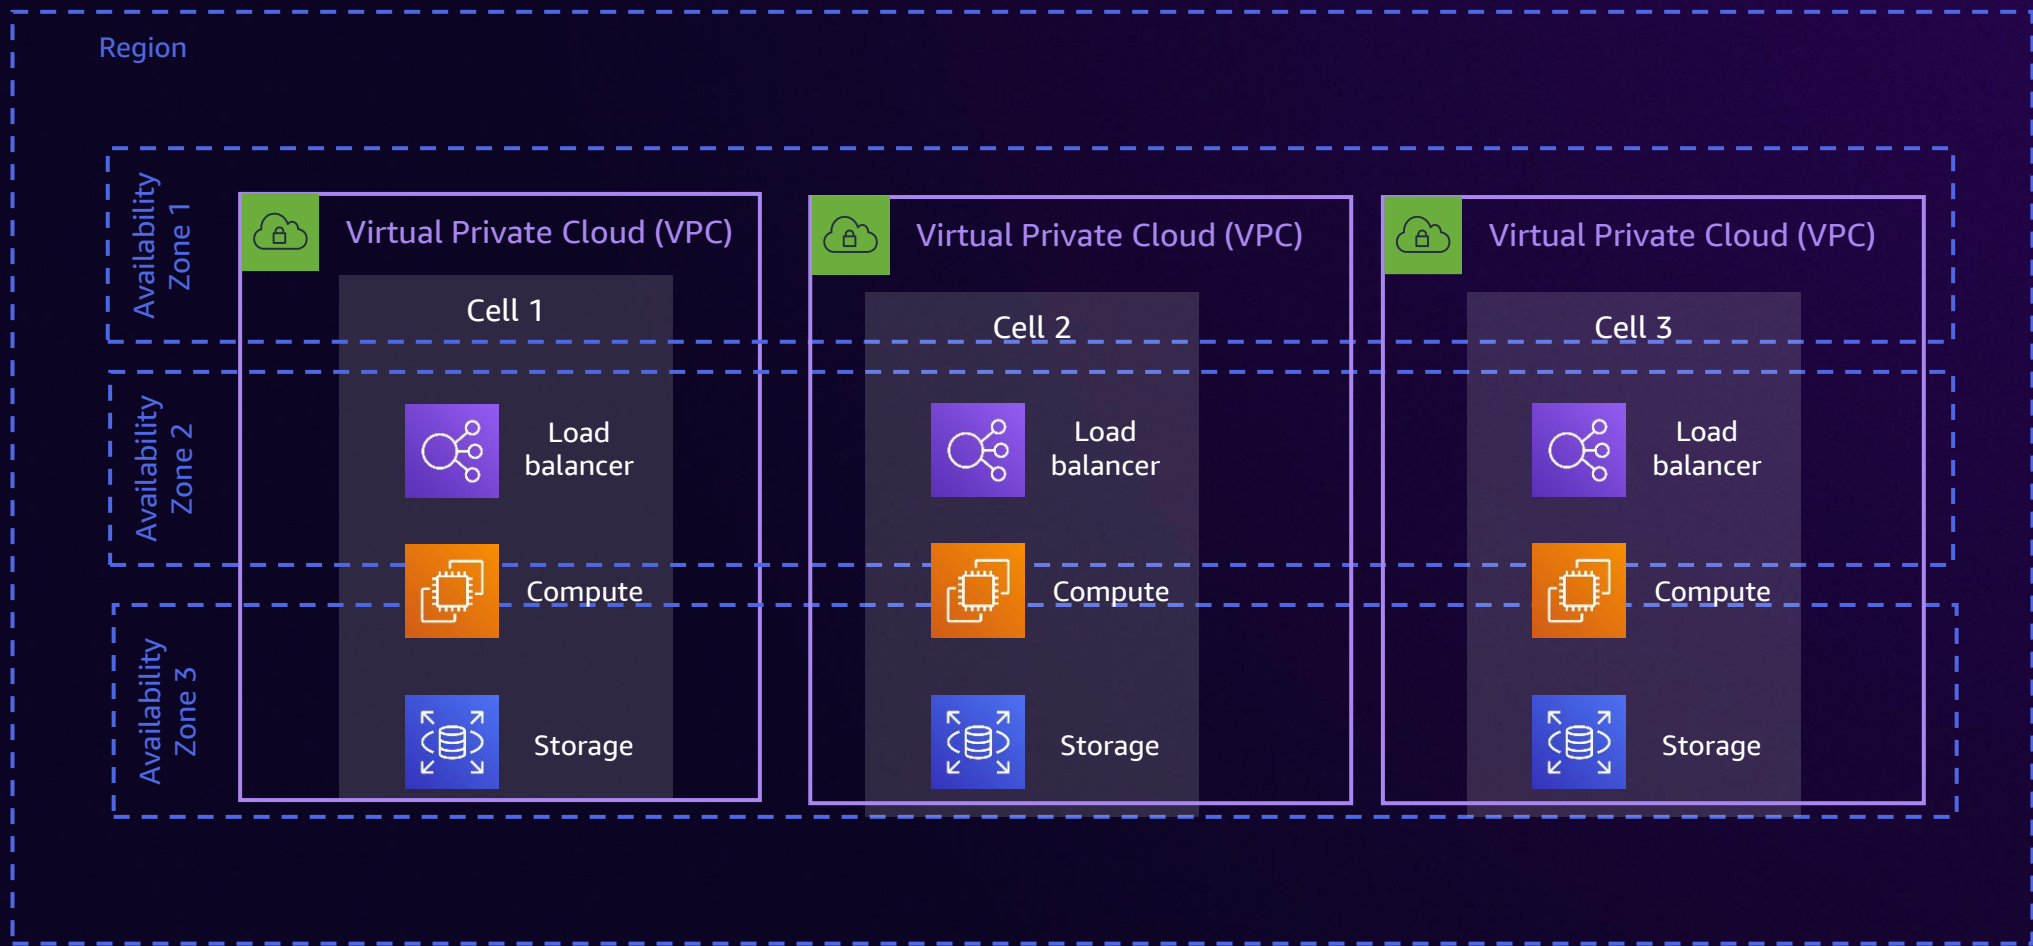 Region
Availability
Zone 1
Virtual Private Cloud (VPC)
Cell 1
Load
balancer
Compute
Storage
Virtual Private Cloud (VPC)
Cell 2
Load
balancer
Compute
Storage
Virtual Private Cloud (VPC)
Cell 3
Load
balancer
Compute
Storage
Availability
Zone 2
Availability
Zone 3